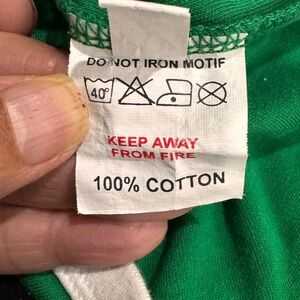 DO NOT IRON MOTIF
40°
KEEP AWAY
FROM FIRE
100% COTTON